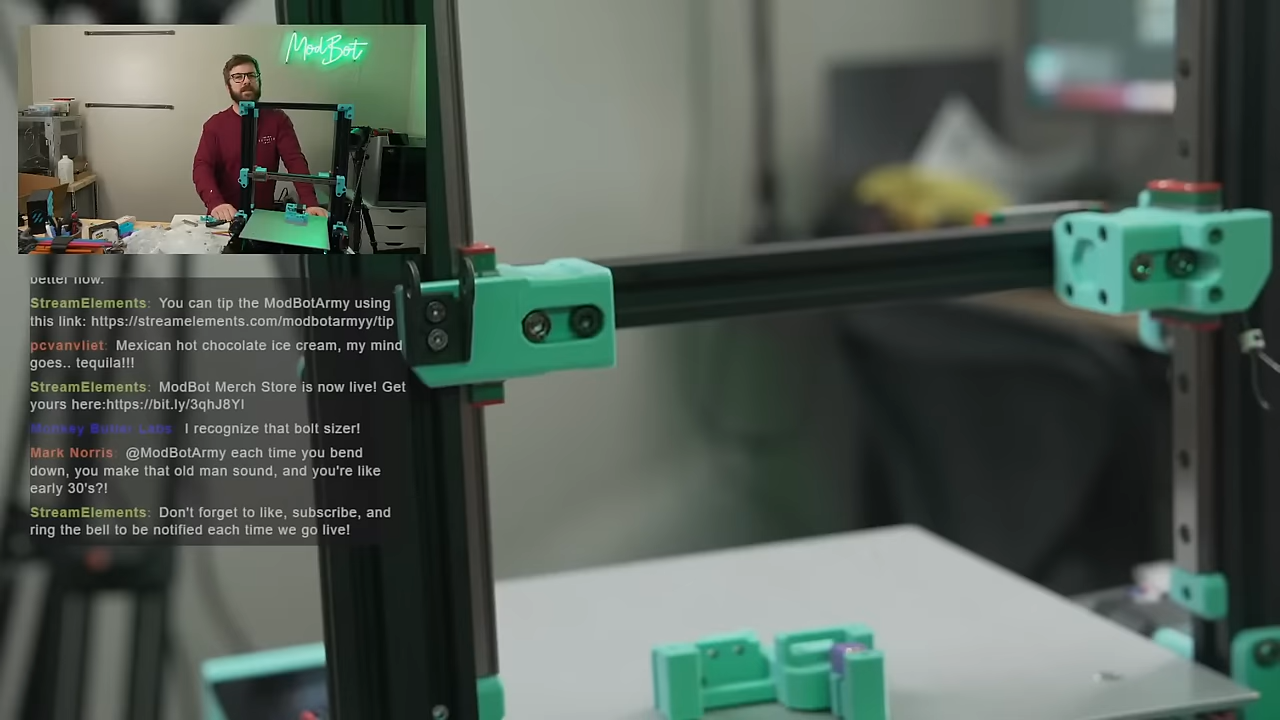 ModBot
better now.
StreamElements: You can tip the ModBotArmy using
this link: https://streamelements.com/modbotarmyy/tip
pcvanvliet: Mexican hot chocolate ice cream, my mind
goes.. tequila!!!
StreamElements: ModBot Merch Store is now live! Get
yours here:https://bit.ly/3qhJ8Yl
Monkey Butter Labs: I recognize that bolt sizer!
Mark Norris: @ModBotArmy each time you bend
down, you make that old man sound, and you're like
early 30's?!
StreamElements: Don't forget to like, subscribe, and
ring the bell to be notified each time we go live!